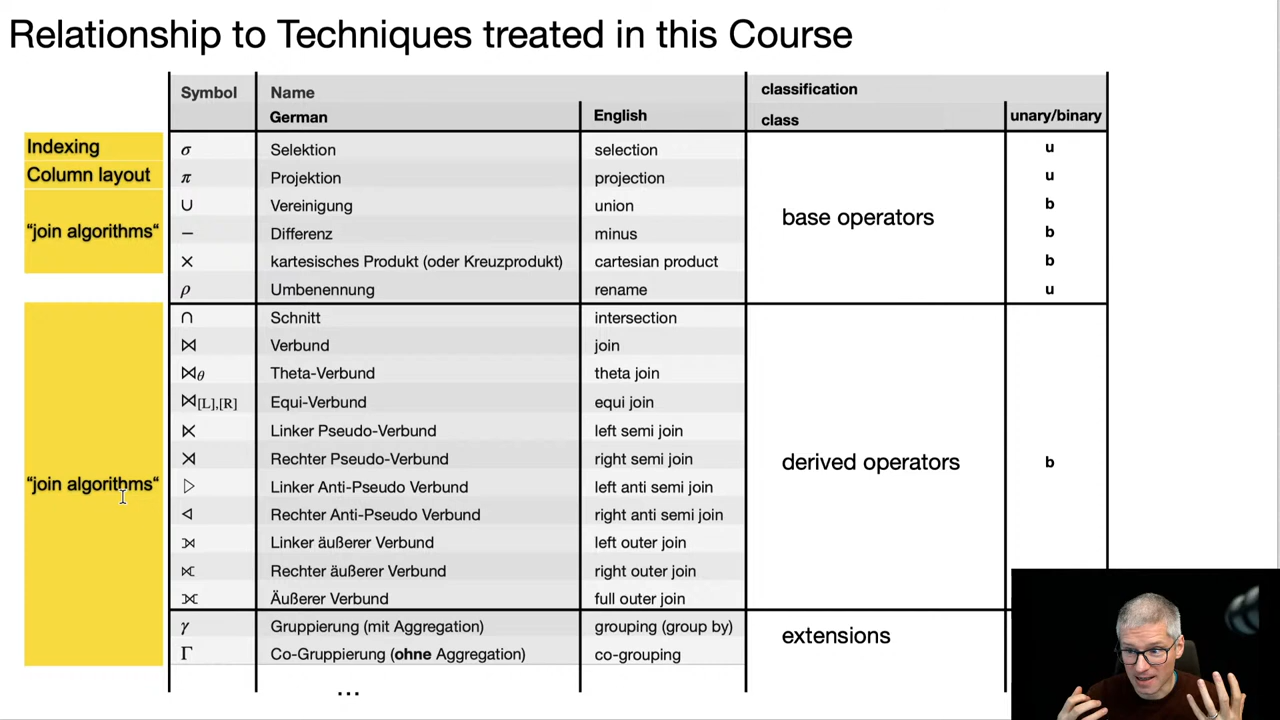 Relationship to Techniques treated in this Course
Symbol Name classification
German English class unary/binary
Indexing σ Selektion selection u
Column layout π Projektion projection u
∪ Vereinigung union base operators b
"join algorithms" − Differenz minus b
× kartesisches Produkt (oder Kreuzprodukt) cartesian product b
ρ Umbenennung rename u
∩ Schnitt intersection
⋈ Verbund join
⋈θ Theta-Verbund theta join
⋈[L],[R] Equi-Verbund equi join
⋉ Linker Pseudo-Verbund left semi join
⋊ Rechter Pseudo-Verbund right semi join derived operators b
"join algorithms" ▷ Linker Anti-Pseudo Verbund left anti semi join
◁ Rechter Anti-Pseudo Verbund right anti semi join
⟕ Linker äußerer Verbund left outer join
⟖ Rechter äußerer Verbund right outer join
⟗ Äußerer Verbund full outer join
γ Gruppierung (mit Aggregation) grouping (group by) extensions
Γ Co-Gruppierung (ohne Aggregation) co-grouping
...